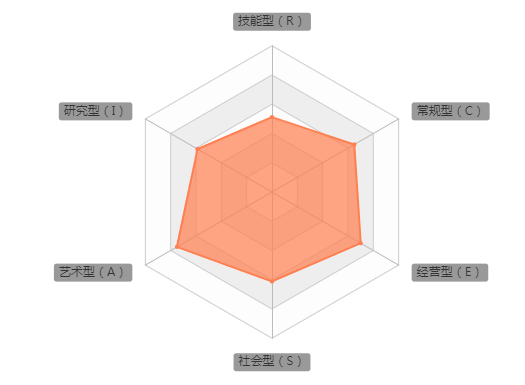 技能型（R）
研究型（I）
常规型（C）
艺术型（A）
经营型（E）
社会型（S）